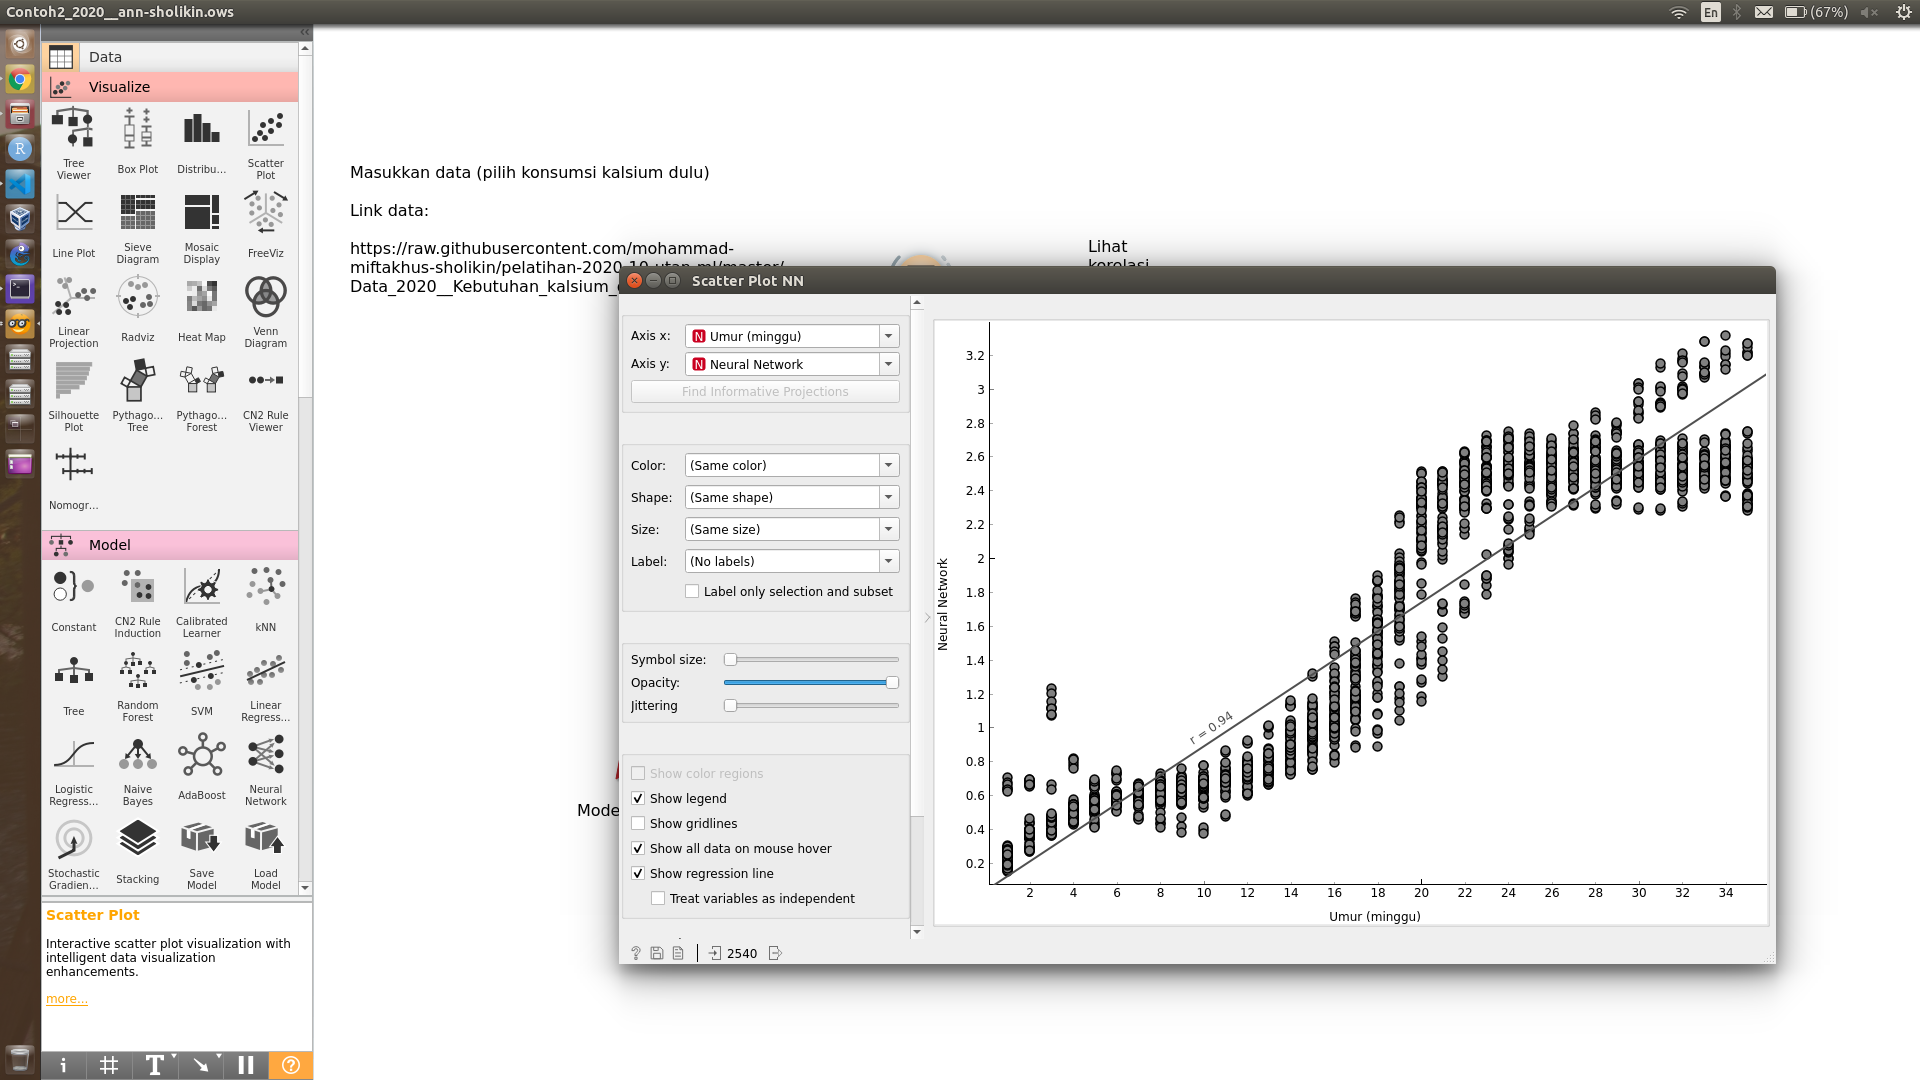 Contoh2_2020__ann-sholikin.ows
En
(67%)
Data
Visualize
Tree Viewer
Box Plot
Distribu...
Scatter Plot
Line Plot
Sieve Diagram
Mosaic Display
FreeViz
Linear Projection
Radviz
Heat Map
Venn Diagram
Silhouette Plot
Pythago... Tree
Pythago... Forest
CN2 Rule Viewer
Nomogr...
Model
Constant
CN2 Rule Induction
Calibrated Learner
kNN
Tree
Random Forest
SVM
Linear Regress...
Logistic Regress...
Naive Bayes
AdaBoost
Neural Network
Stochastic Gradien...
Stacking
Save Model
Load Model
Scatter Plot
Interactive scatter plot visualization with
intelligent data visualization
enhancements.
more...
Masukkan data (pilih konsumsi kalsium dulu)
Link data:
https://raw.githubusercontent.com/mohammad-
miftakhus-sholikin/pelatihan-2020-10-utan-ml/master/
Data_2020__Kebutuhan_kalsium_
Lihat
korelasi
Mode
Scatter Plot NN
Axis x: N Umur (minggu)
Axis y: N Neural Network
Find Informative Projections
Color: (Same color)
Shape: (Same shape)
Size: (Same size)
Label: (No labels)
Label only selection and subset
Symbol size:
Opacity:
Jittering
Show color regions
Show legend
Show gridlines
Show all data on mouse hover
Show regression line
Treat variables as independent
2540
Neural Network
3.2
3
2.8
2.6
2.4
2.2
2
1.8
1.6
1.4
1.2
1
0.8
0.6
0.4
0.2
r = 0.94
2 4 6 8 10 12 14 16 18 20 22 24 26 28 30 32 34
Umur (minggu)